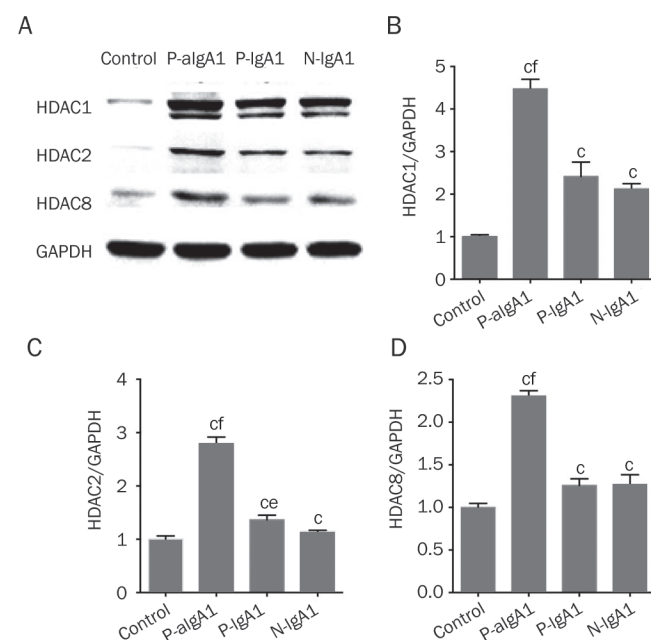 A
Control P-aIgA1 P-IgA1 N-IgA1
HDAC1
HDAC2
HDAC8
GAPDH
B
HDAC1/GAPDH
5
4
3
2
1
0
cf
c
c
Control
P-aIgA1
P-IgA1
N-IgA1
C
HDAC2/GAPDH
4
3
2
1
0
cf
ce
c
Control
P-aIgA1
P-IgA1
N-IgA1
D
HDAC8/GAPDH
2.5
2.0
1.5
1.0
0.5
0.0
cf
c
c
Control
P-aIgA1
P-IgA1
N-IgA1